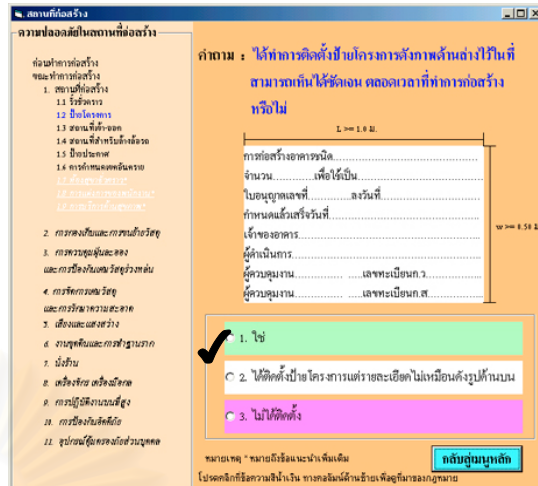 สถานที่ก่อสร้าง
ความปลอดภัยในสถานที่ก่อสร้าง
ก่อนทำการก่อสร้าง
ขณะทำการก่อสร้าง
1. สถานที่ก่อสร้าง
1.1 รั้วชั่วคราว
1.2 ป้ายโครงการ
1.3 สถานที่เข้า-ออก
1.4 สถานที่สำหรับล้างล้อรถ
1.5 ป้ายประกาศ
1.6 การกำหนดเขตอันตราย
2. การกองเก็บและการขนย้ายวัสดุ
3. การควบคุมฝุ่นละออง
และการป้องกันเศษวัสดุร่วงหล่น
4. การจัดการเศษวัสดุ
และการรักษาความสะอาด
5. เสียงและแสงสว่าง
6. งานขุดดินและการทำฐานราก
7. นั่งร้าน
8. เครื่องจักร เครื่องมือกล
9. การปฏิบัติงานบนที่สูง
10. การป้องกันอัคคีภัย
11. อุปกรณ์คุ้มครองภัยส่วนบุคคล
คำถาม : ได้ทำการติดตั้งป้ายโครงการดังภาพด้านล่างไว้ในที่
สามารถเห็นได้ชัดเจน ตลอดเวลาที่ทำการก่อสร้าง
หรือไม่
L >= 1.0 ม.
การก่อสร้างอาคารชนิด
จำนวน..........เพื่อใช้เป็น
ใบอนุญาตเลขที่..........ลงวันที่
กำหนดแล้วเสร็จวันที่
เจ้าของอาคาร
ผู้ดำเนินการ
ผู้ควบคุมงาน..........เลขทะเบียนก.ว
ผู้ควบคุมงาน..........เลขทะเบียนก.ส
w >= 0.50 ม.
1. ใช่
2. ได้ติดตั้งป้ายโครงการแต่รายละเอียดไม่เหมือนดังรูปด้านบน
3. ไม่ได้ติดตั้ง
หมายเหตุ * หมายถึงข้อแนะนำเพิ่มเติม
กลับสู่เมนูหลัก
โปรดคลิกที่ข้อความสีน้ำเงิน ทางคอลัมน์ด้านซ้ายเพื่อดูที่มาของกฎหมาย